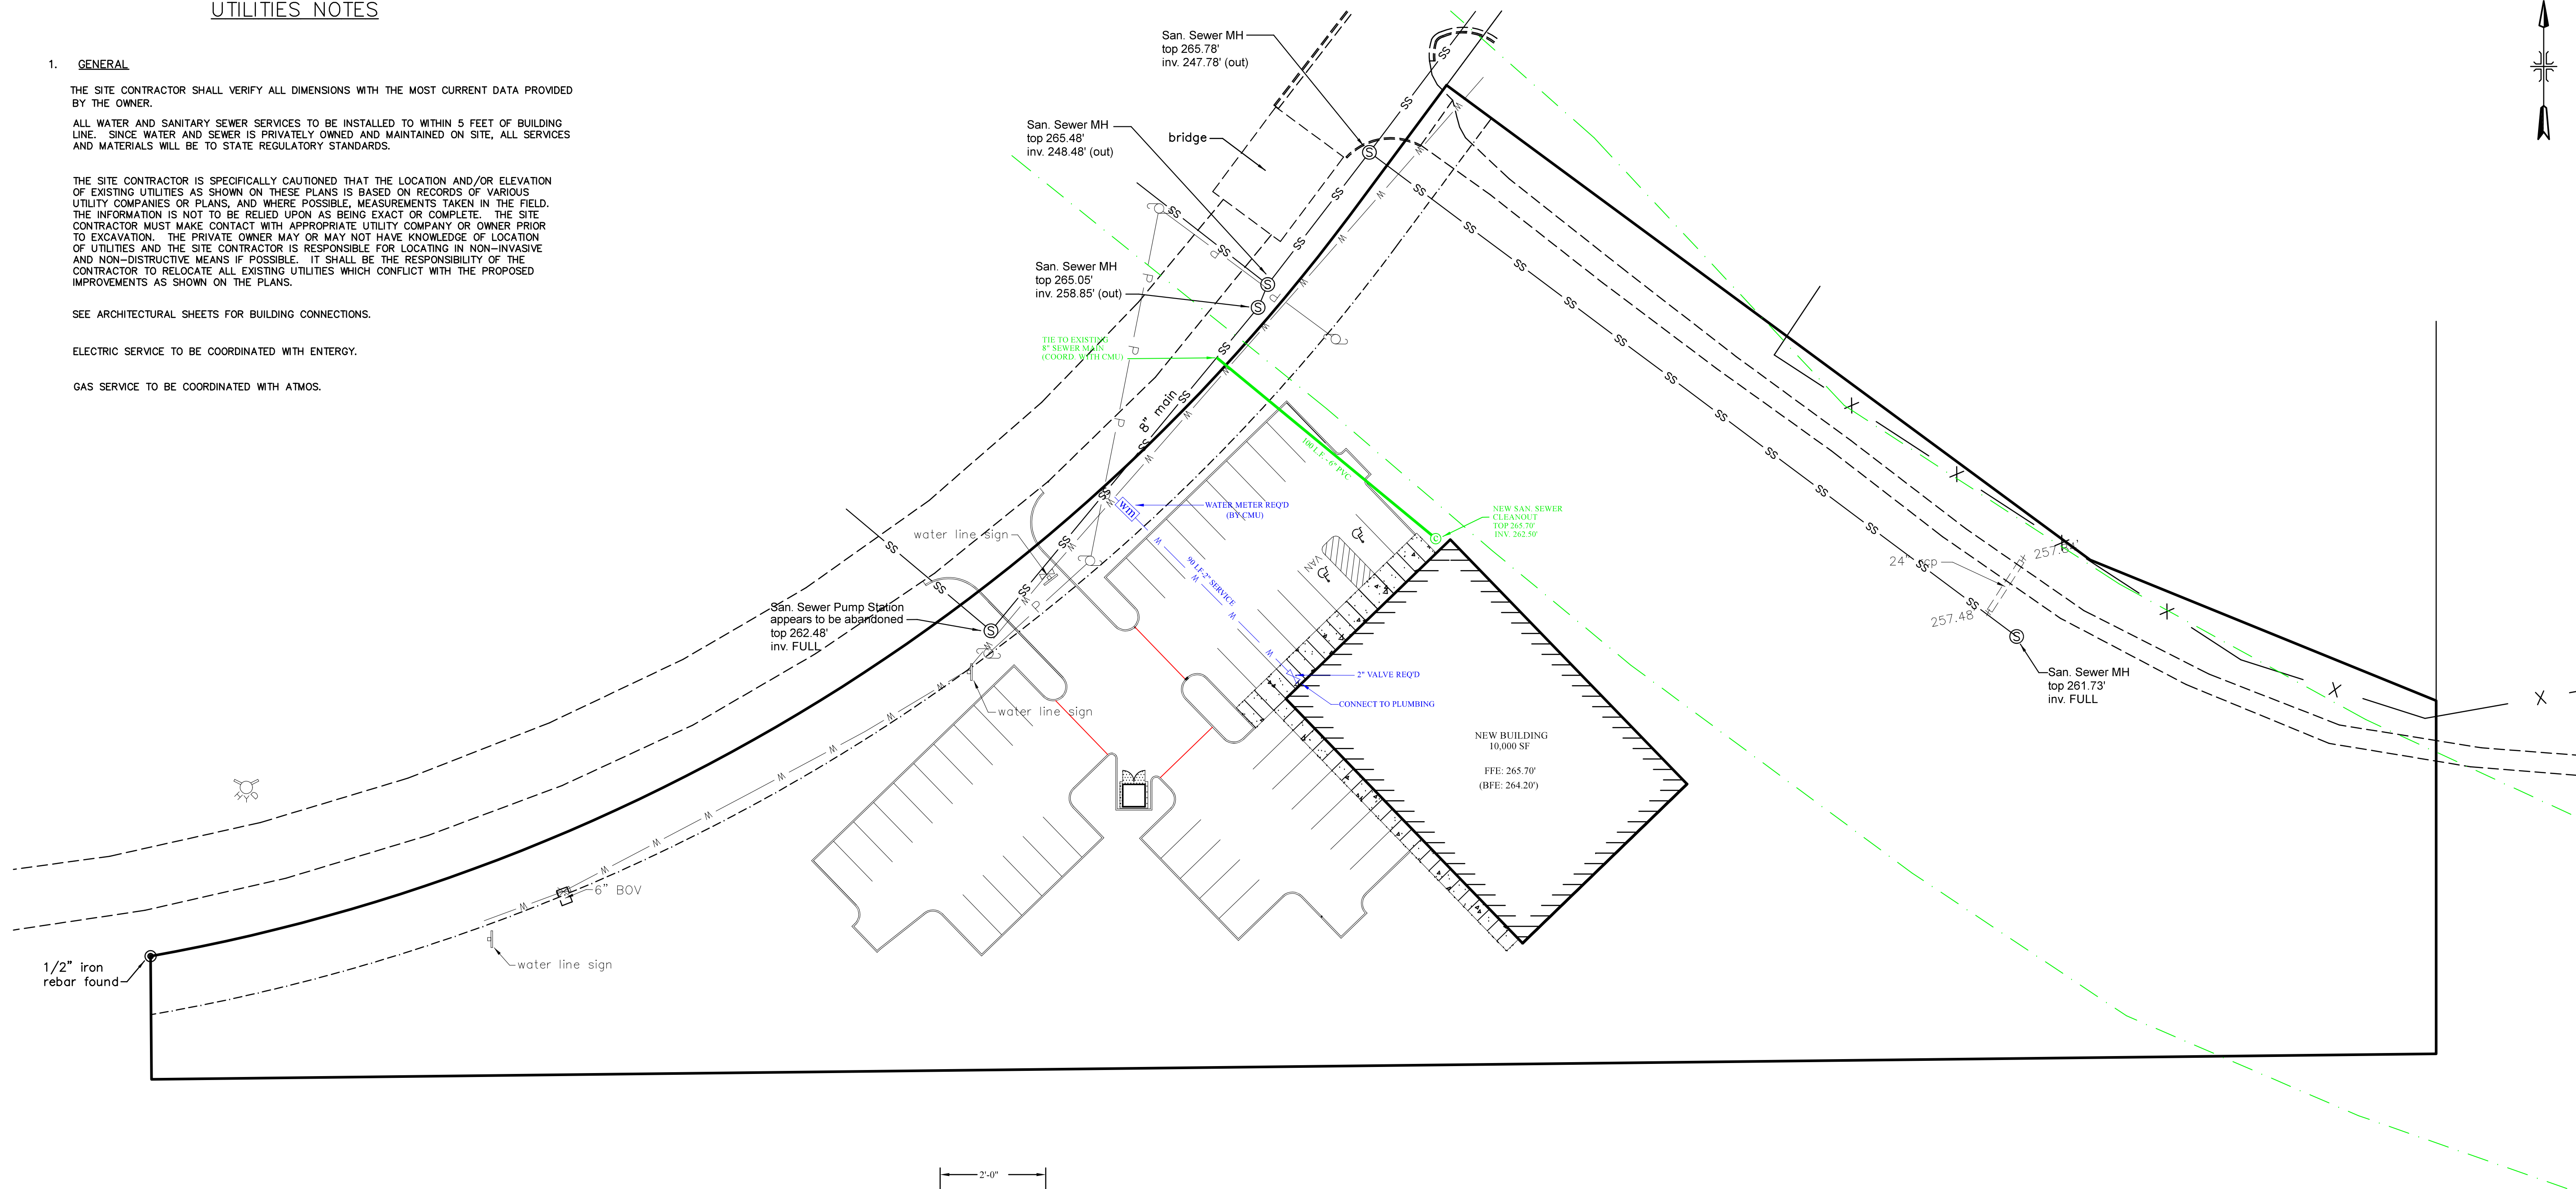 UTILITIES NOTES
1. GENERAL
THE SITE CONTRACTOR SHALL VERIFY ALL DIMENSIONS WITH THE MOST CURRENT DATA PROVIDED
BY THE OWNER.
ALL WATER AND SANITARY SEWER SERVICES TO BE INSTALLED TO WITHIN 5 FEET OF BUILDING
LINE. SINCE WATER AND SEWER IS PRIVATELY OWNED AND MAINTAINED ON SITE, ALL SERVICES
AND MATERIALS WILL BE TO STATE REGULATORY STANDARDS.
THE SITE CONTRACTOR IS SPECIFICALLY CAUTIONED THAT THE LOCATION AND/OR ELEVATION
OF EXISTING UTILITIES AS SHOWN ON THESE PLANS IS BASED ON RECORDS OF VARIOUS
UTILITY COMPANIES OR PLANS, AND WHERE POSSIBLE, MEASUREMENTS TAKEN IN THE FIELD.
THE INFORMATION IS NOT TO BE RELIED UPON AS BEING EXACT OR COMPLETE. THE SITE
CONTRACTOR MUST MAKE CONTACT WITH APPROPRIATE UTILITY COMPANY OR OWNER PRIOR
TO EXCAVATION. THE PRIVATE OWNER MAY OR MAY NOT HAVE KNOWLEDGE OF LOCATION
OF UTILITIES AND THE SITE CONTRACTOR IS RESPONSIBLE FOR LOCATING IN NON-INVASIVE
AND NON-DISTRUCTIVE MEANS IF POSSIBLE. IT SHALL BE THE RESPONSIBILITY OF THE
CONTRACTOR TO RELOCATE ALL EXISTING UTILITIES WHICH CONFLICT WITH THE PROPOSED
IMPROVEMENTS AS SHOWN ON THE PLANS.
SEE ARCHITECTURAL SHEETS FOR BUILDING CONNECTIONS.
ELECTRIC SERVICE TO BE COORDINATED WITH ENTERGY.
GAS SERVICE TO BE COORDINATED WITH ATMOS.
San. Sewer MH
top 265.78'
inv. 247.78' (out)
San. Sewer MH
top 265.48'
inv. 248.48' (out)
bridge
San. Sewer MH
top 265.05'
inv. 258.85' (out)
TIE TO EXISTING
8" SEWER MAIN
(COORD. WITH CMU)
8" main
100 L.F. - 6" PVC
WATER METER REQ'D
(BY CMU)
wm
NEW SAN. SEWER
CLEANOUT
TOP 265.70'
INV. 262.50'
water line sign
90 LF-2" SERVICE
VAN
San. Sewer Pump Station
appears to be abandoned
top 262.48'
inv. FULL
2" VALVE REQ'D
CONNECT TO PLUMBING
water line sign
NEW BUILDING
10,000 SF
FFE: 265.70'
(BFE: 264.20')
24"
257.48'
San. Sewer MH
top 261.73'
inv. FULL
HYD
6" BOV
water line sign
1/2" iron
rebar found
2'-0"